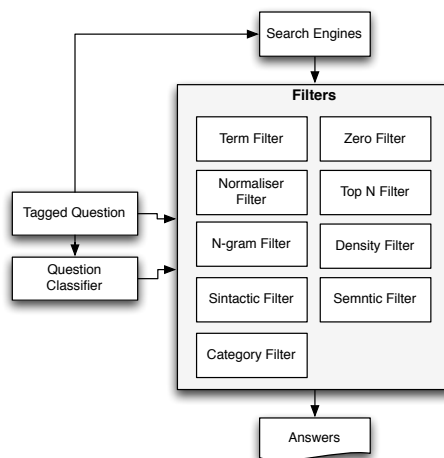 Search Engines
Filters
Term Filter
Zero Filter
Normaliser
Filter
Top N Filter
Tagged Question
N-gram Filter
Density Filter
Question
Classifier
Sintactic Filter
Semntic Filter
Category Filter
Answers